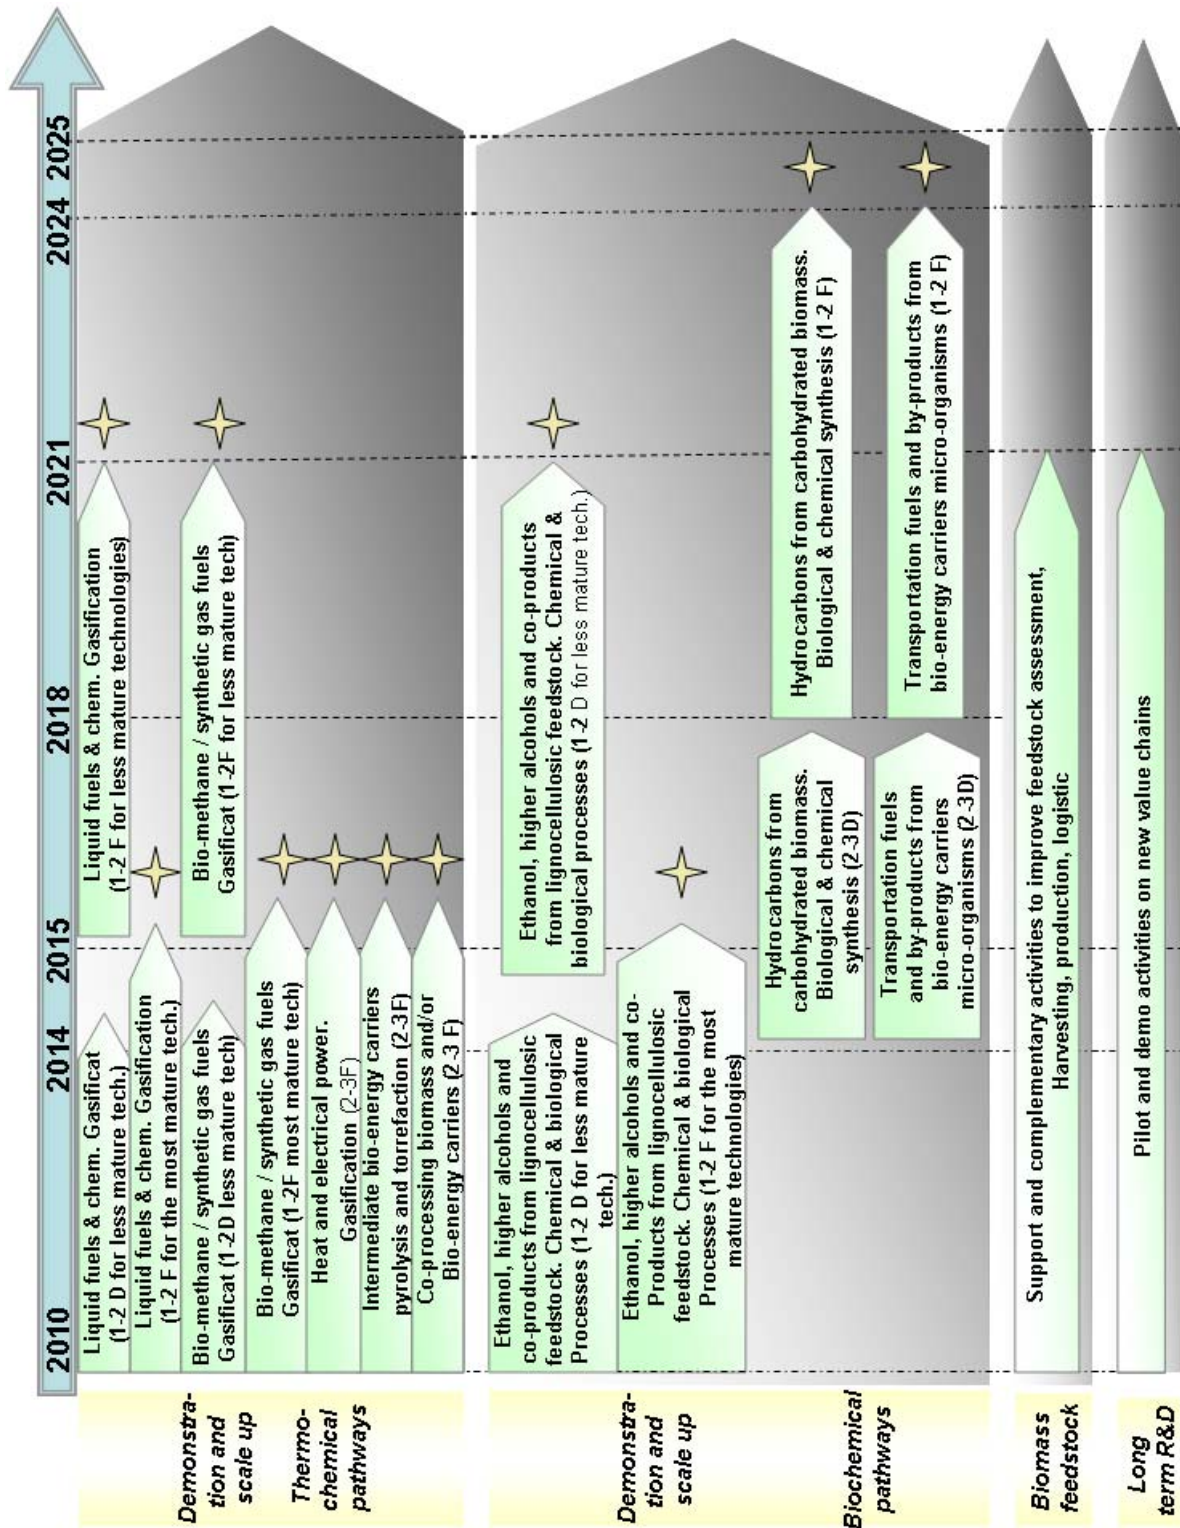 2010
2014
2015
2018
2021
2024
2025
Demonstra-
tion and
scale up
Thermo-
chemical
pathways
Liquid fuels & chem. Gasificat
(1-2 D for less mature tech.)
Liquid fuels & chem. Gasification
(1-2 F for less mature technologies)
Liquid fuels & chem. Gasification
(1-2 F for the most mature tech.)
Bio-methane / synthetic gas fuels
Gasificat (1-2D less mature tech)
Bio-methane / synthetic gas fuels
Gasificat (1-2F for less mature tech)
Bio-methane / synthetic gas fuels
Gasificat (1-2F most mature tech)
Heat and electrical power.
Gasification (2-3F)
Intermediate bio-energy carriers
pyrolysis and torrefaction (2-3F)
Co-processing biomass and/or
Bio-energy carriers (2-3 F)
Demonstra-
tion and
scale up
Biochemical
pathways
Ethanol, higher alcohols and
co-products from lignocellulosic
feedstock. Chemical & biological
Processes (1-2 D for less mature
tech.)
Ethanol, higher alcohols and co-products
from lignocellulosic feedstock. Chemical &
biological processes (1-2 D for less mature tech.)
Ethanol, higher alcohols and co-
Products from lignocellulosic
feedstock. Chemical & biological
Processes (1-2 F for the most
mature technologies)
Hydrocarbons from
carbohydrated biomass.
Biological & chemical
synthesis (2-3D)
Hydrocarbons from carbohydrated biomass.
Biological & chemical synthesis (1-2 F)
Transportation fuels
and by-products from
bio-energy carriers
micro-organisms (2-3D)
Transportation fuels and by-products from
bio-energy carriers micro-organisms (1-2 F)
Biomass
feedstock
Support and complementary activities to improve feedstock assessment,
Harvesting, production, logistic
Long
term R&D
Pilot and demo activities on new value chains